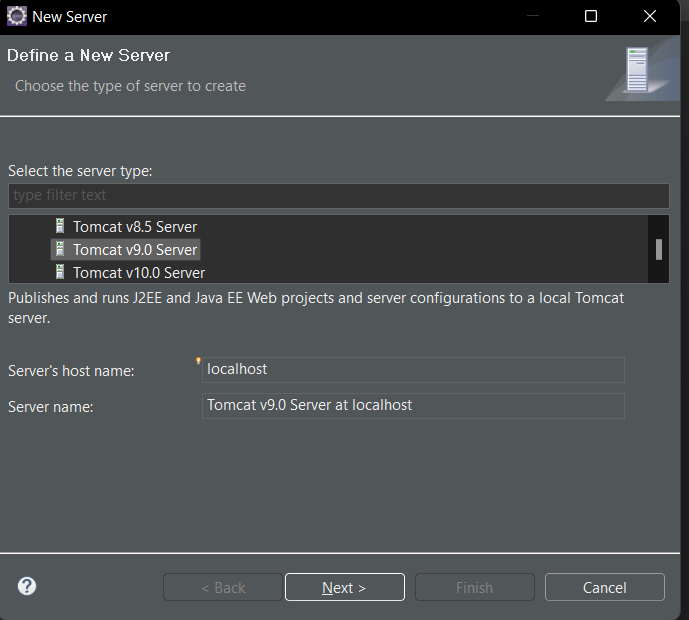 New Server
Define a New Server
Choose the type of server to create
Select the server type:
type filter text
Tomcat v8.5 Server
Tomcat v9.0 Server
Tomcat v10.0 Server
Publishes and runs J2EE and Java EE Web projects and server configurations to a local Tomcat
server.
Server's host name: localhost
Server name: Tomcat v9.0 Server at localhost
? < Back Next > Finish Cancel